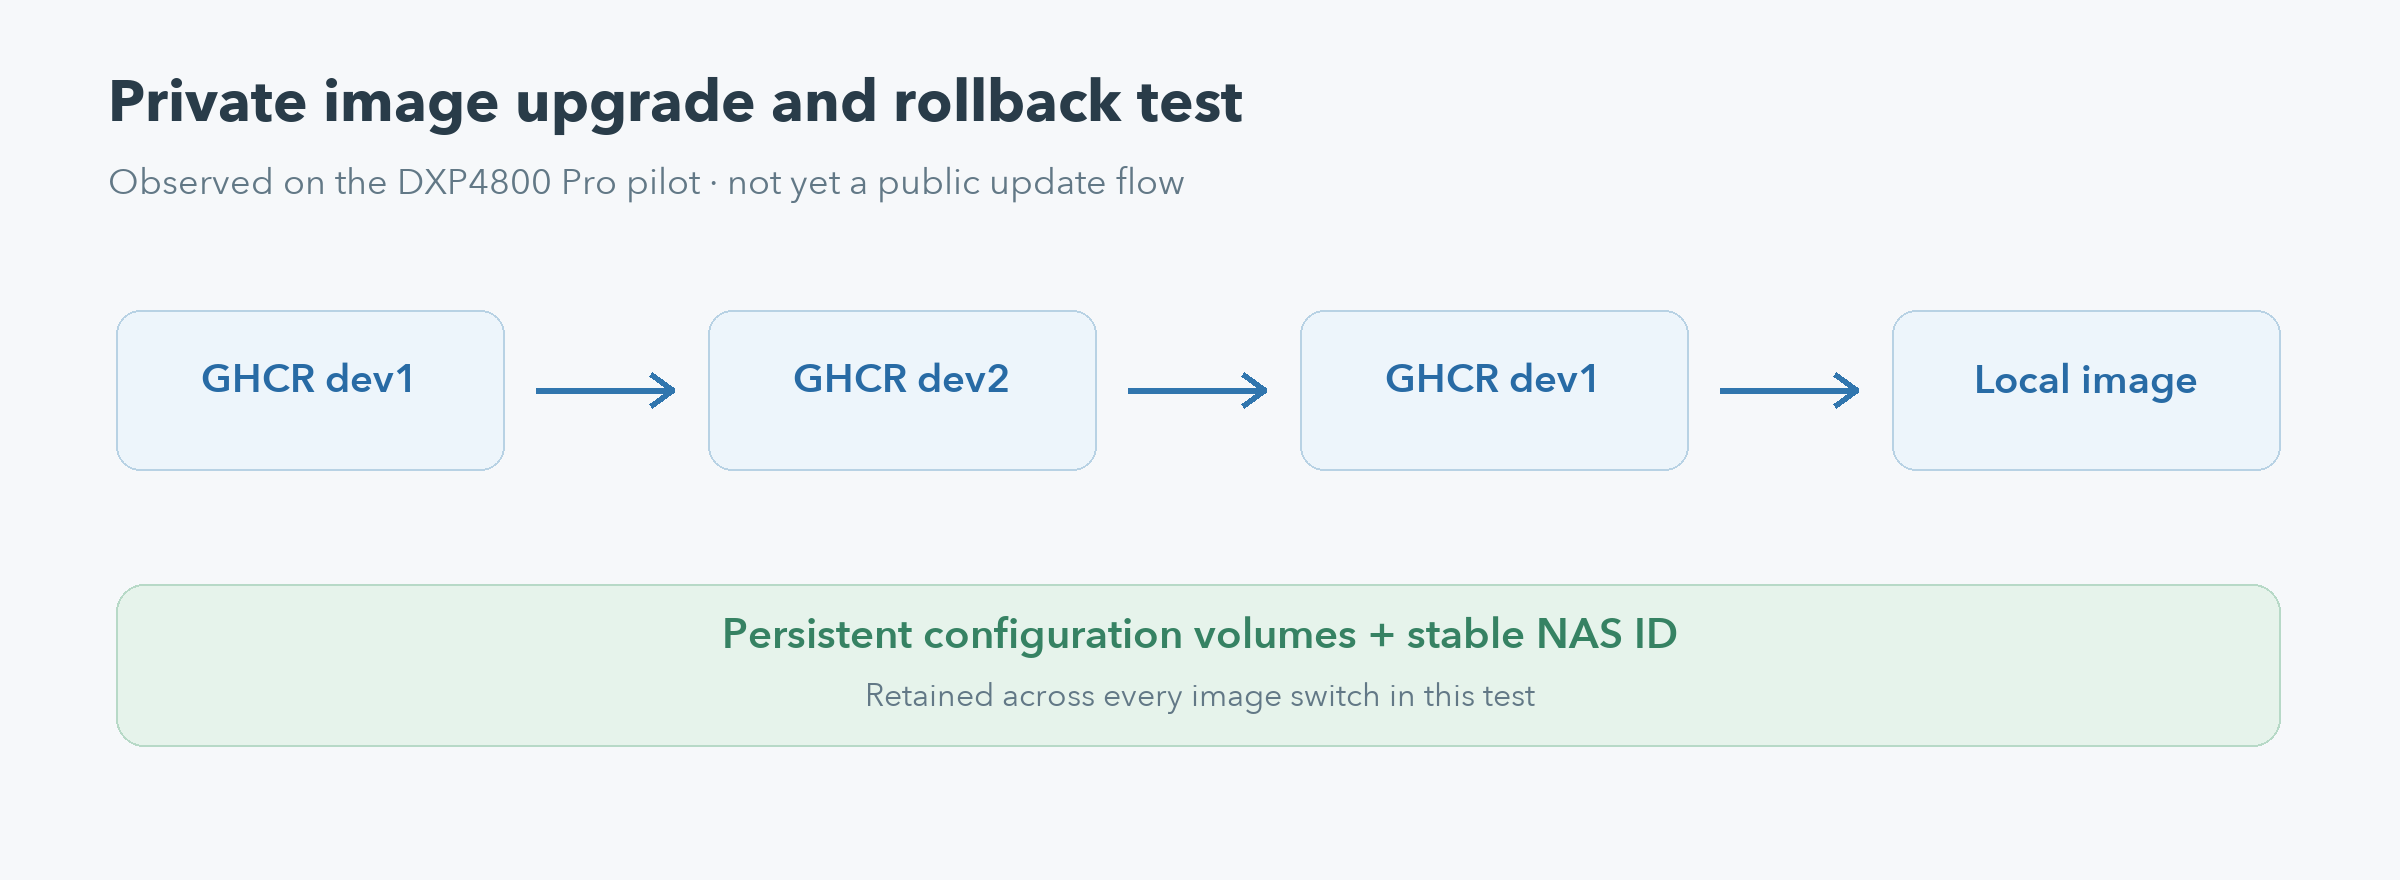 Private image upgrade and rollback test
Observed on the DXP4800 Pro pilot · not yet a public update flow
GHCR dev1
GHCR dev2
GHCR dev1
Local image
Persistent configuration volumes + stable NAS ID
Retained across every image switch in this test